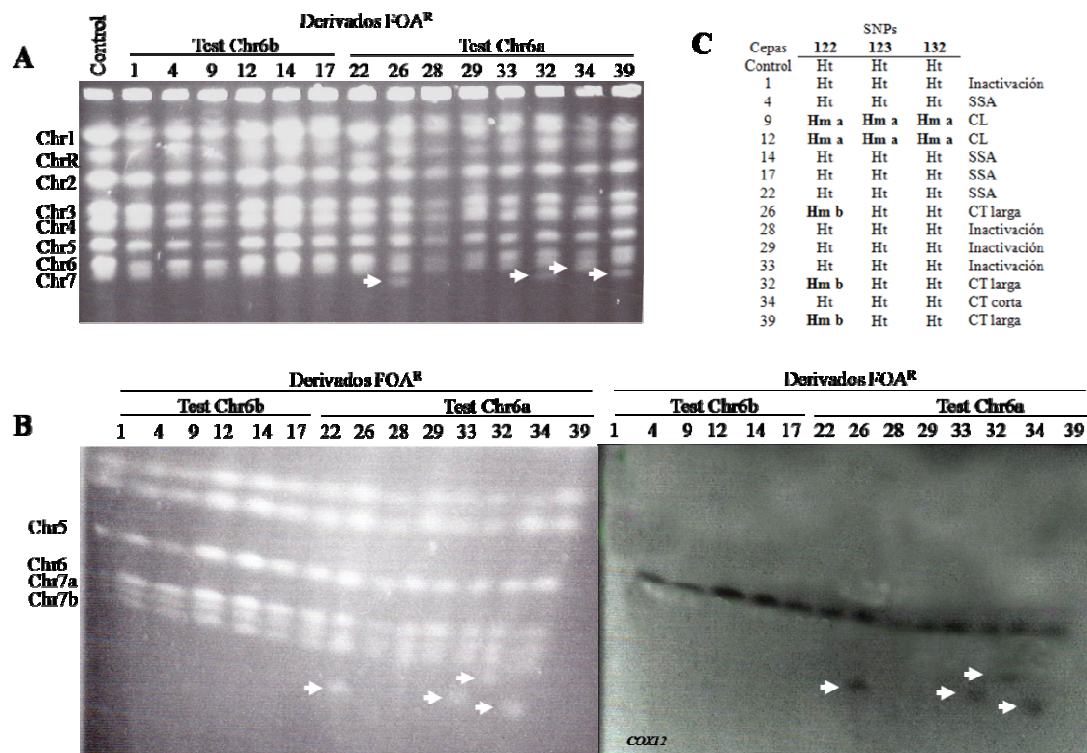 Derivados FOAR
Test Chr6b Test Chr6a
A
Control 1 4 9 12 14 17 22 26 28 29 33 32 34 39
Chr1
ChrR
Chr2
Chr3
Chr4
Chr5
Chr6
Chr7
C
SNPs
Cepas 122 123 132
Control Ht Ht Ht
1 Ht Ht Ht Inactivación
4 Ht Ht Ht SSA
9 Hm a Hm a Hm a CL
12 Hm a Hm a Hm a CL
14 Ht Ht Ht SSA
17 Ht Ht Ht SSA
22 Ht Ht Ht SSA
26 Hm b Ht Ht CT larga
28 Ht Ht Ht Inactivación
29 Ht Ht Ht Inactivación
33 Ht Ht Ht Inactivación
32 Hm b Ht Ht CT larga
34 Ht Ht Ht CT corta
39 Hm b Ht Ht CT larga
B
Derivados FOAR
Test Chr6b Test Chr6a
1 4 9 12 14 17 22 26 28 29 33 32 34 39
Chr5
Chr6
Chr7a
Chr7b
Derivados FOAR
Test Chr6b Test Chr6a
1 4 9 12 14 17 22 26 28 29 33 32 34 39
COX12